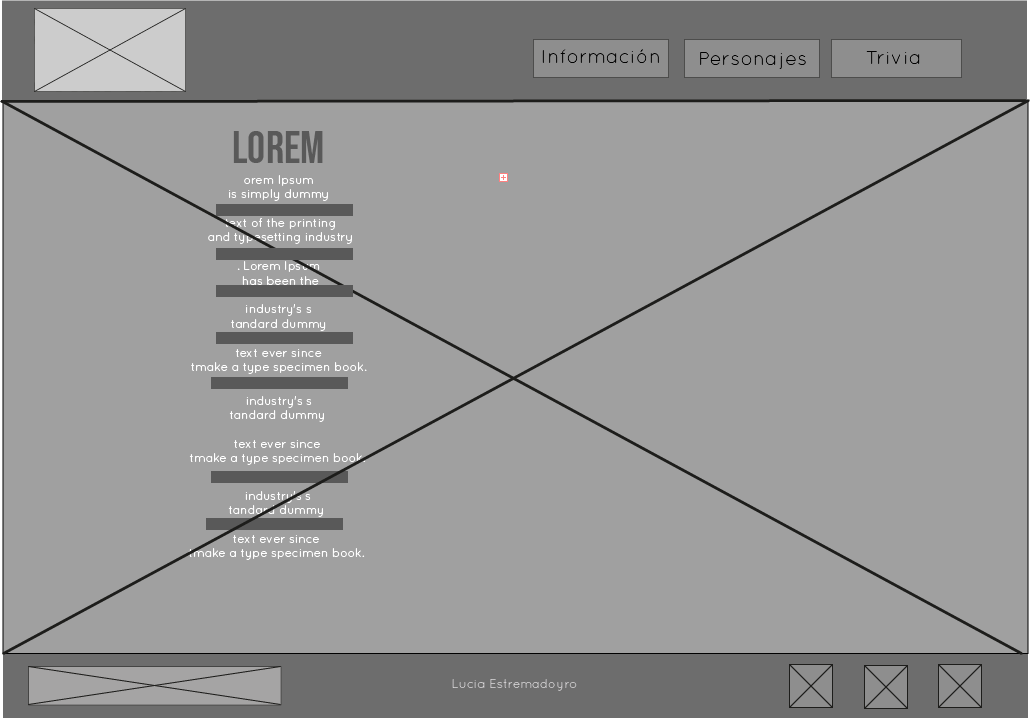 Información
Personajes
Trivia
LOREM
orem Ipsum
is simply dummy
text of the printing
and typesetting industry
. Lorem Ipsum
has been the
industry's s
tandard dummy
text ever since
tmake a type specimen book.
industry's s
tandard dummy
text ever since
tmake a type specimen book.
industry's s
tandard dummy
text ever since
tmake a type specimen book.
Lucia Estremadoyro